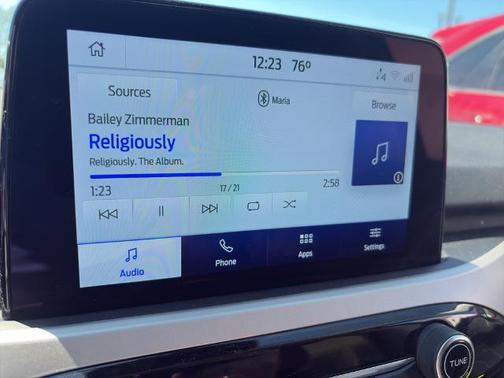 12:23 76°
Sources
Maria
Browse
Bailey Zimmerman
Religiously
Religiously. The Album.
1:23 17 / 21 2:58
Audio
Phone
Apps
Settings
TUNE